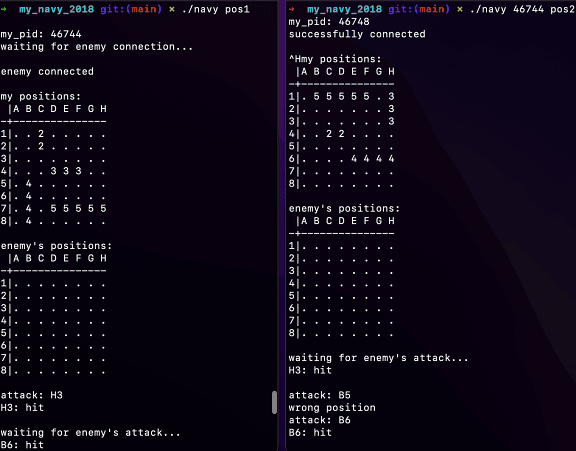 → my_navy_2018 git:(main) × ./navy pos1
my_pid: 46744
waiting for enemy connection...
enemy connected
my positions:
 |A B C D E F G H
-+---------------
1|. . 2 . . . . .
2|. . 2 . . . . .
3|. . . . . . . .
4|. . . 3 3 3 . .
5|. 4 . . . . . .
6|. 4 . . . . . .
7|. 4 . 5 5 5 5 5
8|. 4 . . . . . .
enemy's positions:
 |A B C D E F G H
-+---------------
1|. . . . . . . .
2|. . . . . . . .
3|. . . . . . . .
4|. . . . . . . .
5|. . . . . . . .
6|. . . . . . . .
7|. . . . . . . .
8|. . . . . . . .
attack: H3
H3: hit
waiting for enemy's attack...
B6: hit
→ my_navy_2018 git:(main) × ./navy 46744 pos2
my_pid: 46748
successfully connected
^Hmy positions:
 |A B C D E F G H
-+---------------
1|. 5 5 5 5 5 . 3
2|. . . . . . . 3
3|. . . . . . . 3
4|. . 2 2 . . . .
5|. . . . . . . .
6|. . . . 4 4 4 4
7|. . . . . . . .
8|. . . . . . . .
enemy's positions:
 |A B C D E F G H
-+---------------
1|. . . . . . . .
2|. . . . . . . .
3|. . . . . . . .
4|. . . . . . . .
5|. . . . . . . .
6|. . . . . . . .
7|. . . . . . . .
8|. . . . . . . .
waiting for enemy's attack...
H3: hit
attack: B5
wrong position
attack: B6
B6: hit